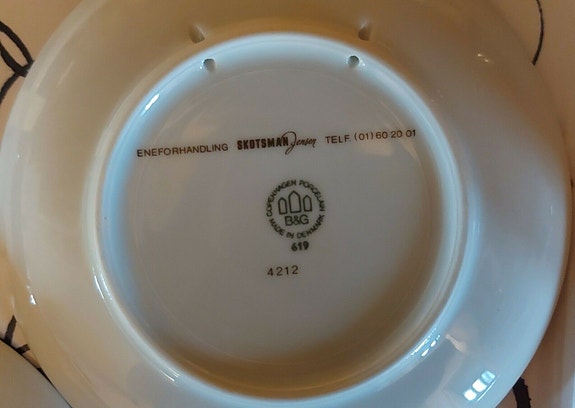 ENEFORHANDLING SKOTSMAN Jensen TELF. (01) 60 20 01
COPENHAGEN PORCELAIN
B&G
MADE IN DENMARK
619
4212
B&G